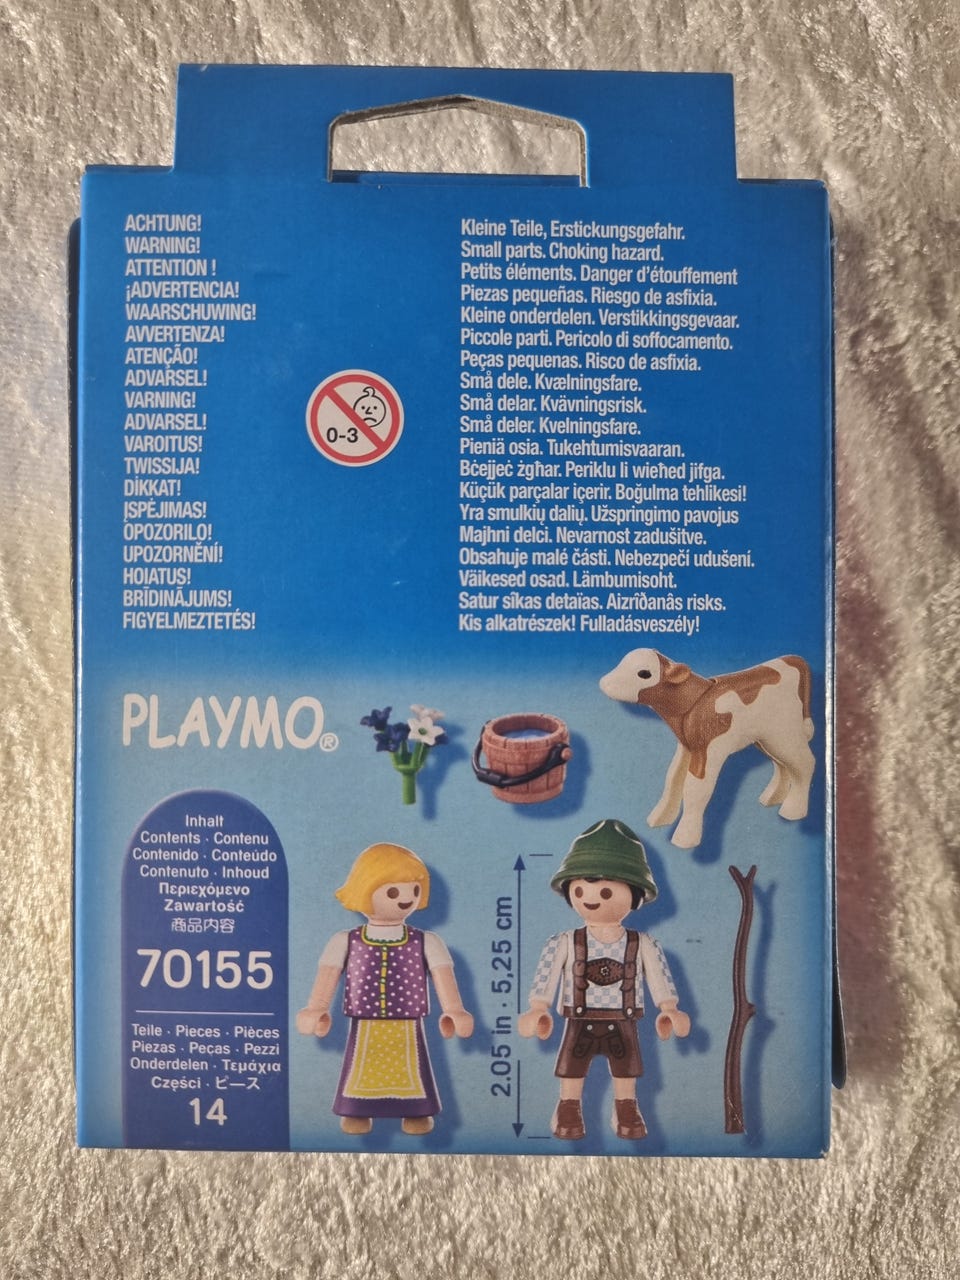 ACHTUNG!
WARNING!
ATTENTION !
¡ADVERTENCIA!
WAARSCHUWING!
AVVERTENZA!
ATENÇÃO!
ADVARSEL!
VARNING!
ADVARSEL!
VAROITUS!
TWISSIJA!
DİKKAT!
ĮSPĖJIMAS!
OPOZORILO!
UPOZORNĚNÍ!
HOIATUS!
BRĪDINĀJUMS!
FIGYELMEZTETÉS!
0-3
Kleine Teile, Erstickungsgefahr.
Small parts. Choking hazard.
Petits éléments. Danger d'étouffement
Piezas pequeñas. Riesgo de asfixia.
Kleine onderdelen. Verstikkingsgevaar.
Piccole parti. Pericolo di soffocamento.
Peças pequenas. Risco de asfixia.
Små dele. Kvælningsfare.
Små delar. Kvävningsrisk.
Små deler. Kvelningsfare.
Pieniä osia. Tukehtumisvaaran.
Bċejjeċ żgħar. Periklu li wieħed jifga.
Küçük parçalar içerir. Boğulma tehlikesi!
Yra smulkių dalių. Užspringimo pavojus
Majhni delci. Nevarnost zadušitve.
Obsahuje malé části. Nebezpečí udušení.
Väikesed osad. Lämbumisoht.
Satur sîkas detaïas. Aizrîðanâs risks.
Kis alkatrészek! Fulladásveszély!
PLAYMO®
Inhalt
Contents · Contenu
Contenido · Conteúdo
Contenuto · Inhoud
Περιεχόμενο
Zawartość
商品内容
70155
Teile · Pieces · Pièces
Piezas · Peças · Pezzi
Onderdelen · Τεμάχια
Części · ピース
14
2.05 in · 5,25 cm